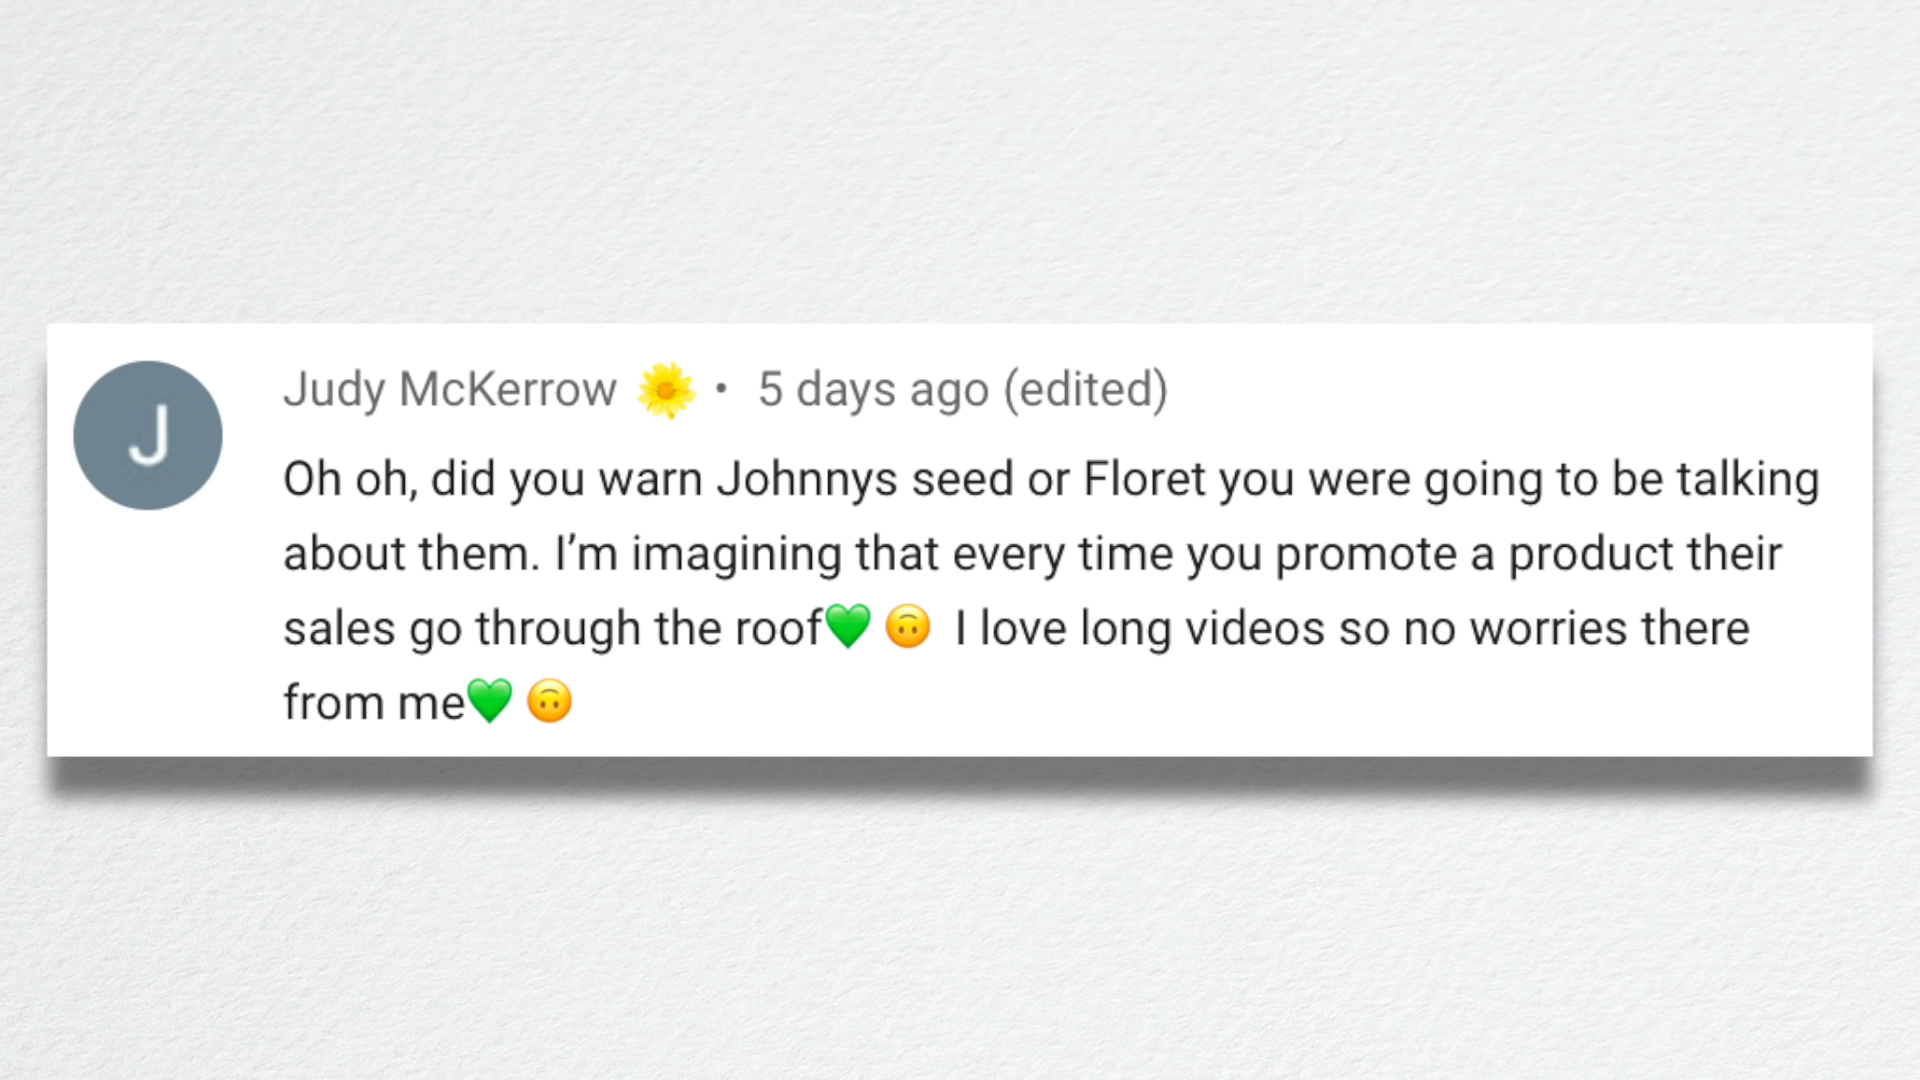 J
Judy McKerrow 🌼 • 5 days ago (edited)
Oh oh, did you warn Johnnys seed or Floret you were going to be talking
about them. I’m imagining that every time you promote a product their
sales go through the roof💚 🙃 I love long videos so no worries there
from me💚 🙃